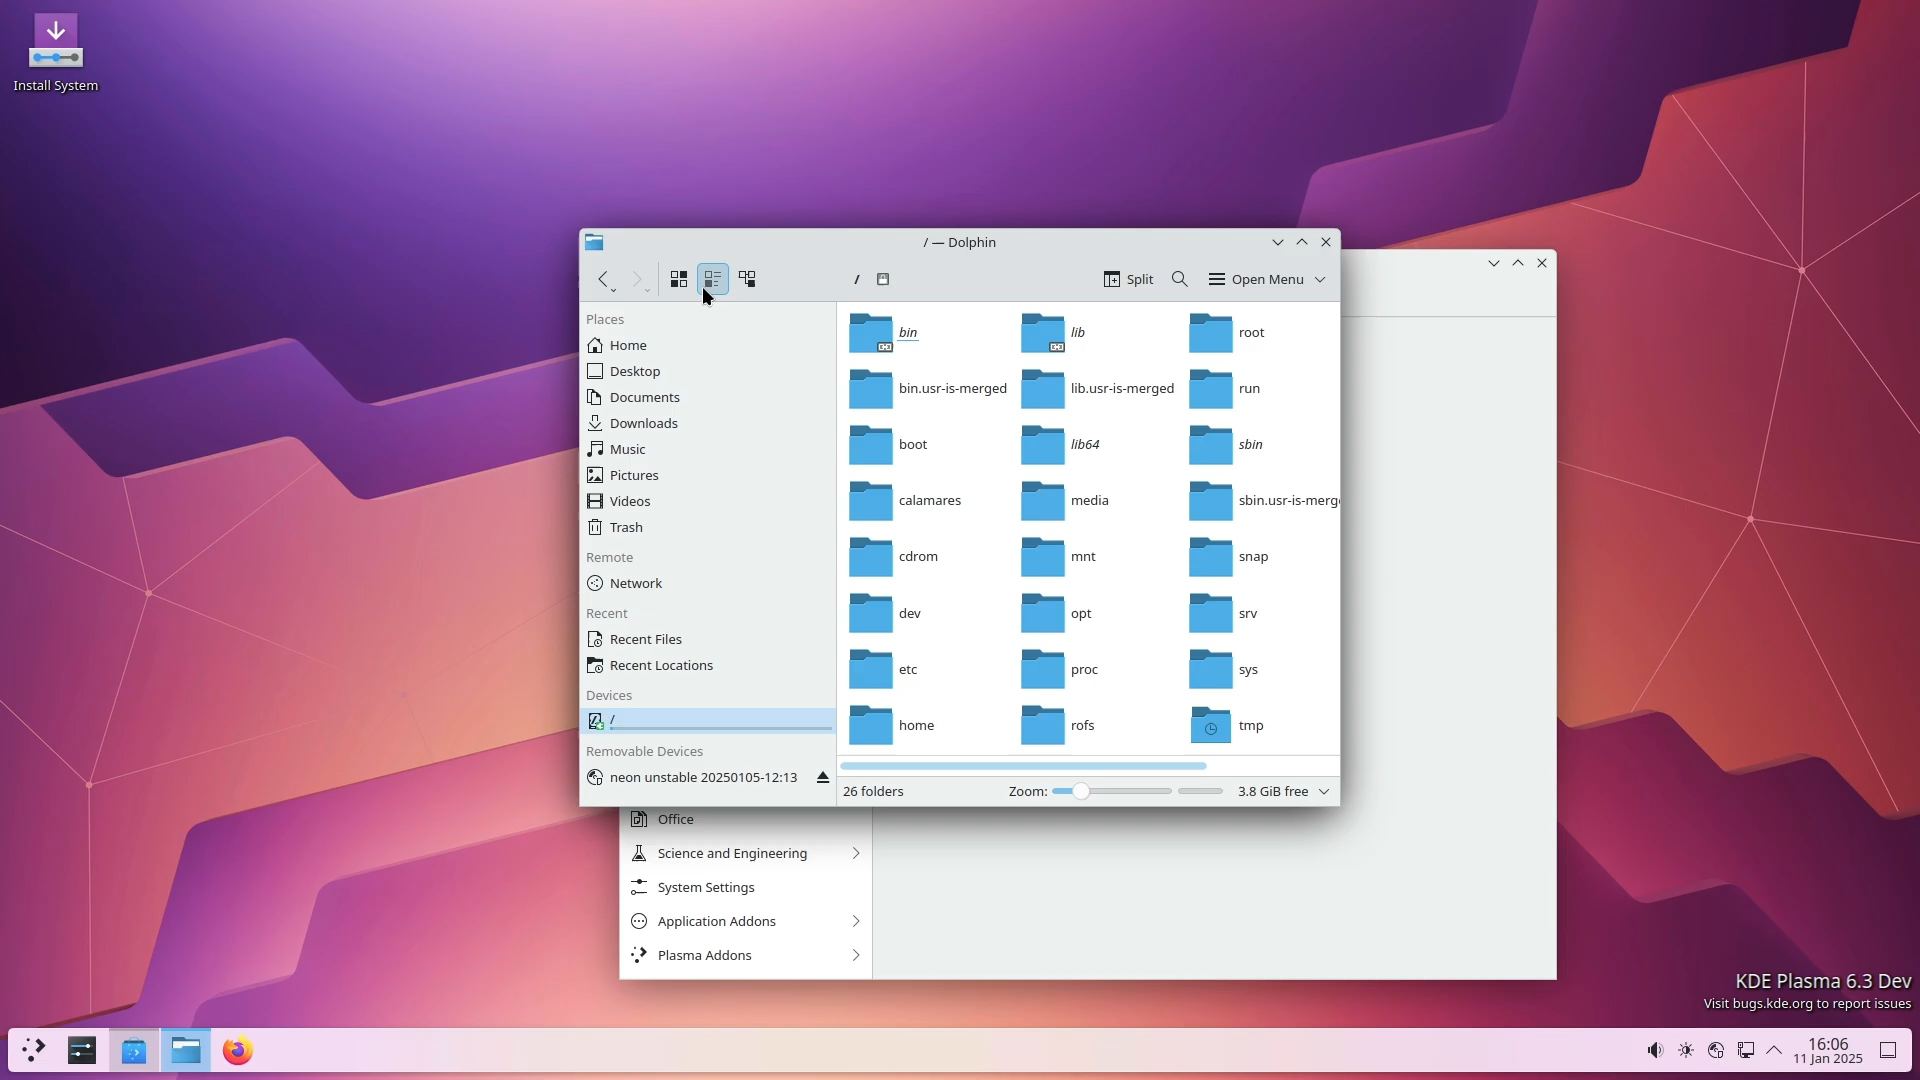 Install System
/ — Dolphin
/
Split
Open Menu
Places
Home
Desktop
Documents
Downloads
Music
Pictures
Videos
Trash
Remote
Network
Recent
Recent Files
Recent Locations
Devices
/
Removable Devices
neon unstable 20250105-12:13
bin
lib
root
bin.usr-is-merged
lib.usr-is-merged
run
boot
lib64
sbin
calamares
media
sbin.usr-is-merge
cdrom
mnt
snap
dev
opt
srv
etc
proc
sys
home
rofs
tmp
26 folders
Zoom:
3.8 GiB free
Office
Science and Engineering
System Settings
Application Addons
Plasma Addons
KDE Plasma 6.3 Dev
Visit bugs.kde.org to report issues
16:06
11 Jan 2025